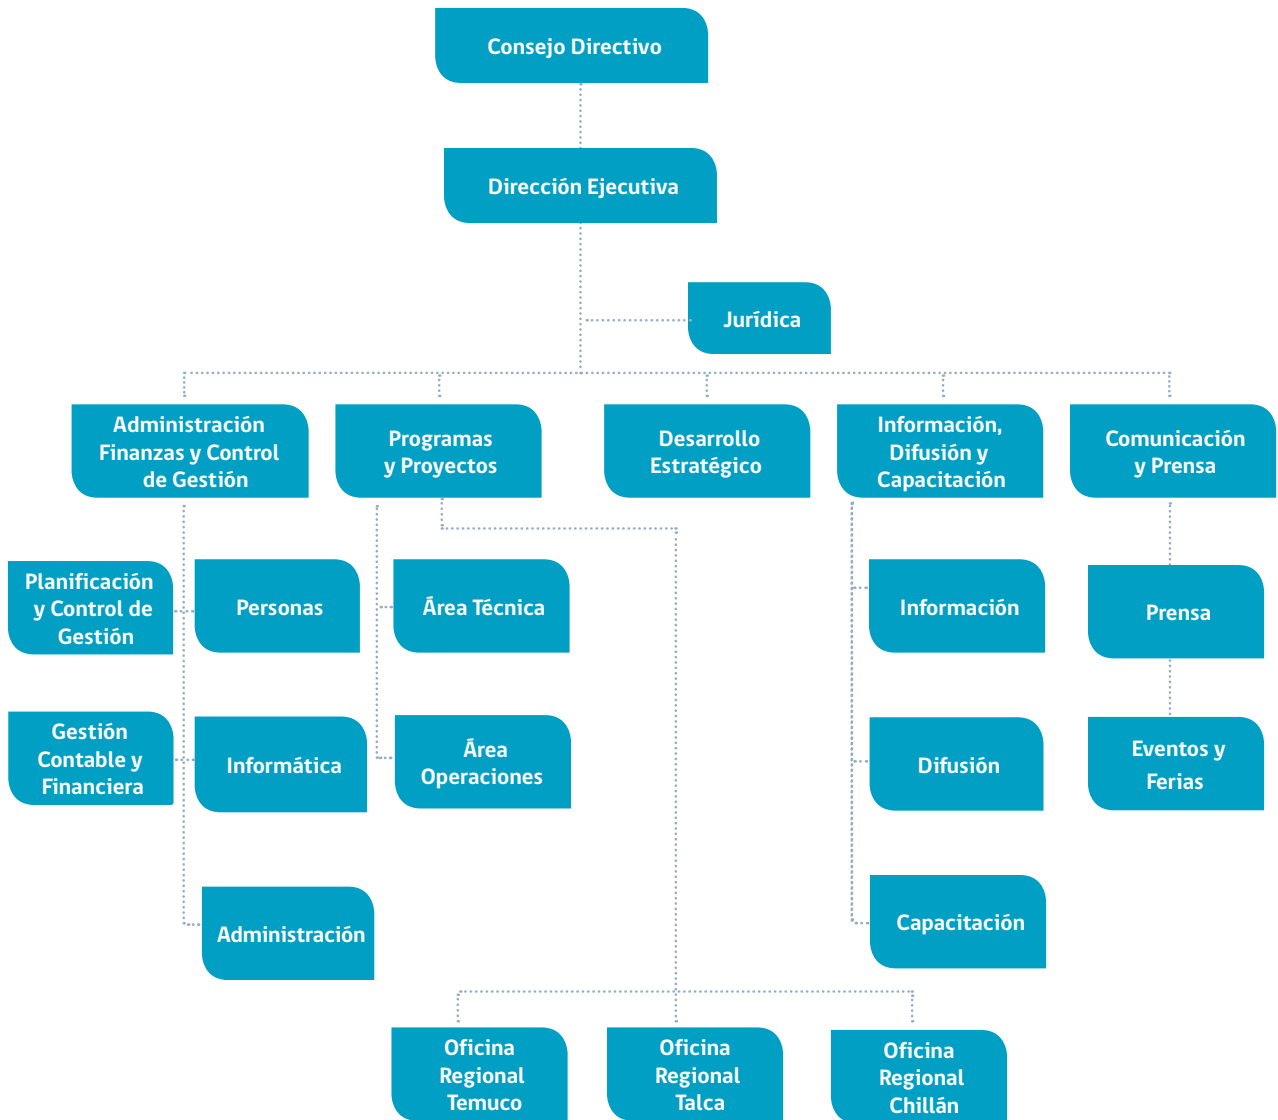 Consejo Directivo
Dirección Ejecutiva
Jurídica
Administración
Finanzas y Control
de Gestión
Programas
y Proyectos
Desarrollo
Estratégico
Información,
Difusión y
Capacitación
Comunicación
y Prensa
Planificación
y Control de
Gestión
Personas
Área Técnica
Información
Prensa
Gestión
Contable y
Financiera
Informática
Área
Operaciones
Difusión
Eventos y
Ferias
Administración
Capacitación
Oficina
Regional
Temuco
Oficina
Regional
Talca
Oficina
Regional
Chillán